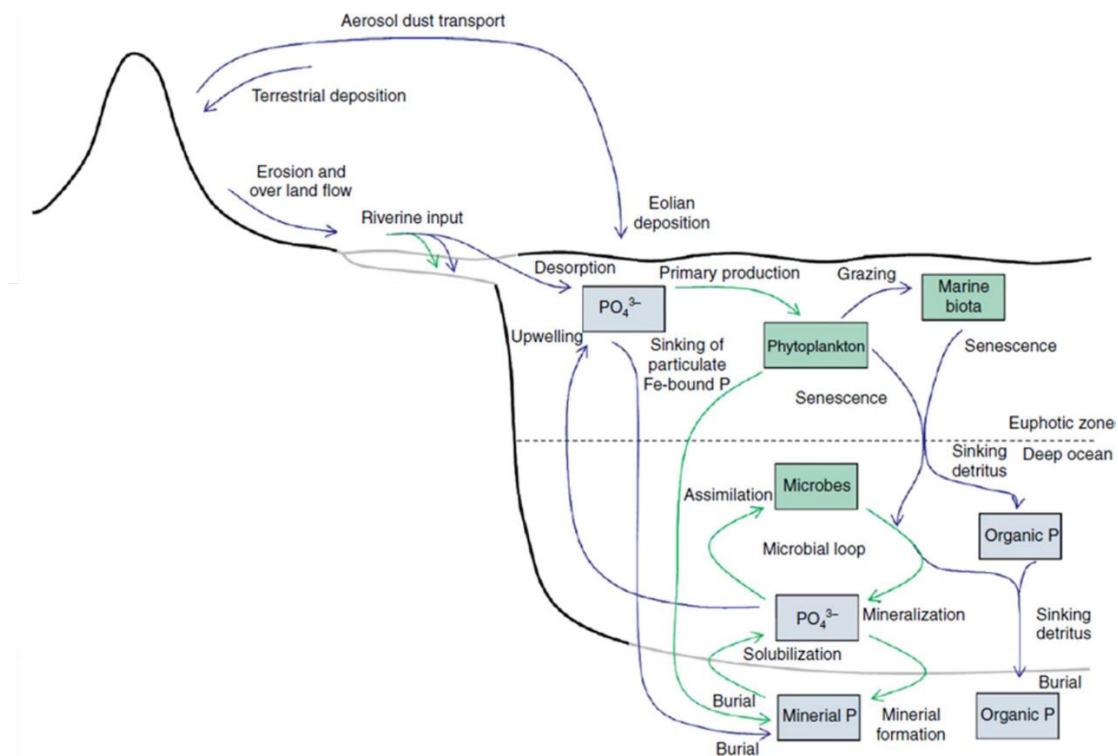 Aerosol dust transport
Terrestrial deposition
Erosion and
over land flow
Riverine input
Eolian
deposition
Desorption
Primary production
Grazing
Marine
biota
PO₄³⁻
Upwelling
Sinking of
particulate
Fe-bound P
Phytoplankton
Senescence
Senescence
Euphotic zone
Deep ocean
Sinking
detritus
Microbes
Assimilation
Organic P
Microbial loop
PO₄³⁻
Mineralization
Sinking
detritus
Solubilization
Burial
Burial
Minerial P
Minerial
formation
Organic P
Burial